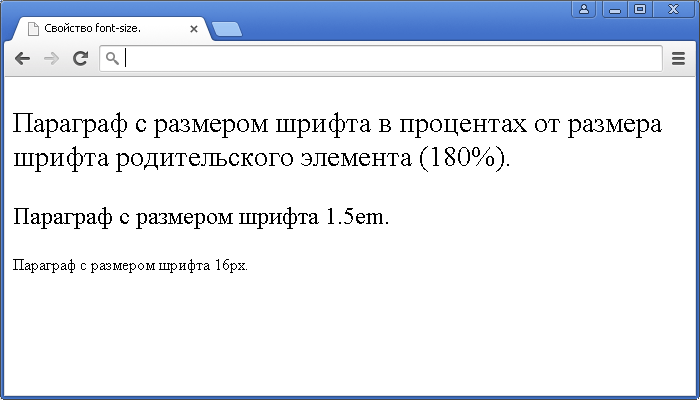 Свойство font-size.
Параграф с размером шрифта в процентах от размера
шрифта родительского элемента (180%).
Параграф с размером шрифта 1.5em.
Параграф с размером шрифта 16px.